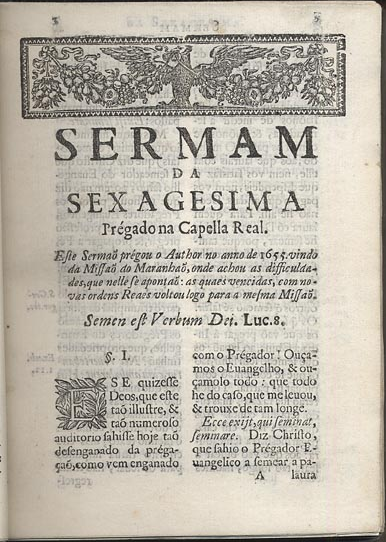 SERMAM
DA
SEXAGESIMA
Prégado na Capella Real.
Este Sermaõ prégou o Author no anno de 1655. vindo
da Missaõ do Maranhaõ, onde achou as difficulda-
des, que nelle se apontaõ: as quaes vencidas, com no-
vas ordens Reaes voltou logo para a mesma Missaõ.
Semen est Verbum Dei. Luc.8.
§. I.
E SE quizesse
Deos, que este
taõ illustre, &
taõ numeroso
auditorio sahisse hoje taõ
desenganado da préga-
çaõ, como vem enganado
com o Prégador! Ouça-
mos o Euangelho, & ou-
çamolo todo: que todo
he do caso, que me leuou,
& trouxe de tam longe.
Ecce exijt, qui seminat,
semmare. Diz Christo,
que sahio o Prégador E-
uangelico a semear a pa-
A laura